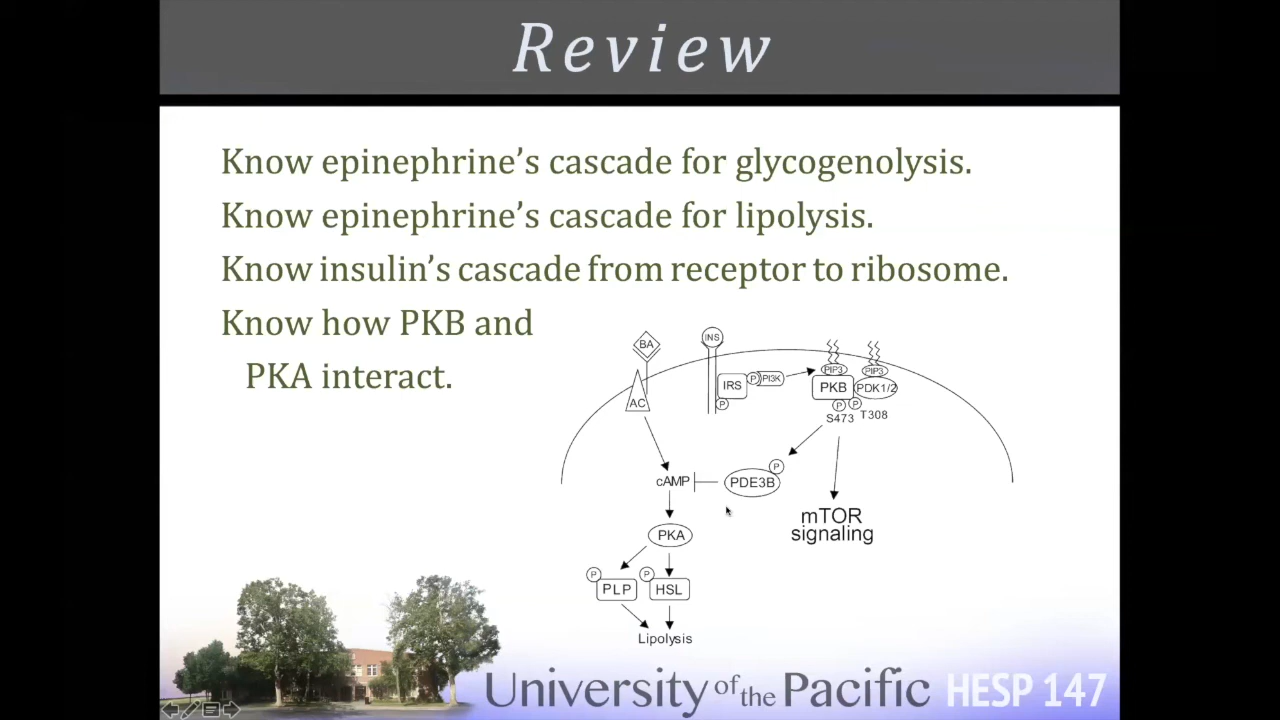 Review
Know epinephrine’s cascade for glycogenolysis.
Know epinephrine’s cascade for lipolysis.
Know insulin’s cascade from receptor to ribosome.
Know how PKB and
PKA interact.
BA
INS
AC
IRS
P
P
PI3K
PIP3
PIP3
PKB
PDK1/2
P
P
S473
T308
cAMP
P
PDE3B
mTOR
signaling
PKA
P
PLP
P
HSL
Lipolysis
University of the Pacific HESP 147